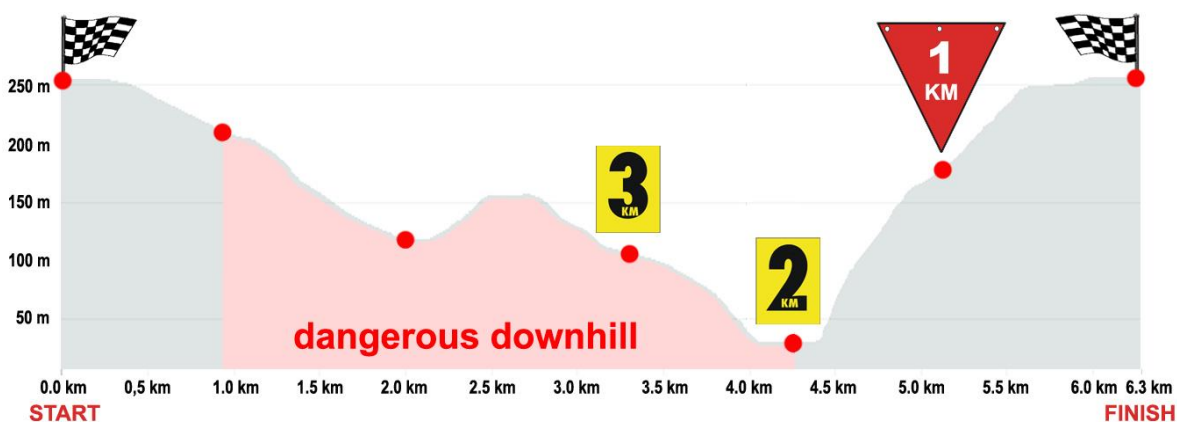 1
KM
250 m
200 m
150 m
100 m
50 m
3
KM
2
KM
dangerous downhill
0.0 km 0,5 km 1.0 km 1.5 km 2.0 km 2.5 km 3.0 km 3.5 km 4.0 km 4.5 km 5.0 km 5.5 km 6.0 km 6.3 km
START FINISH